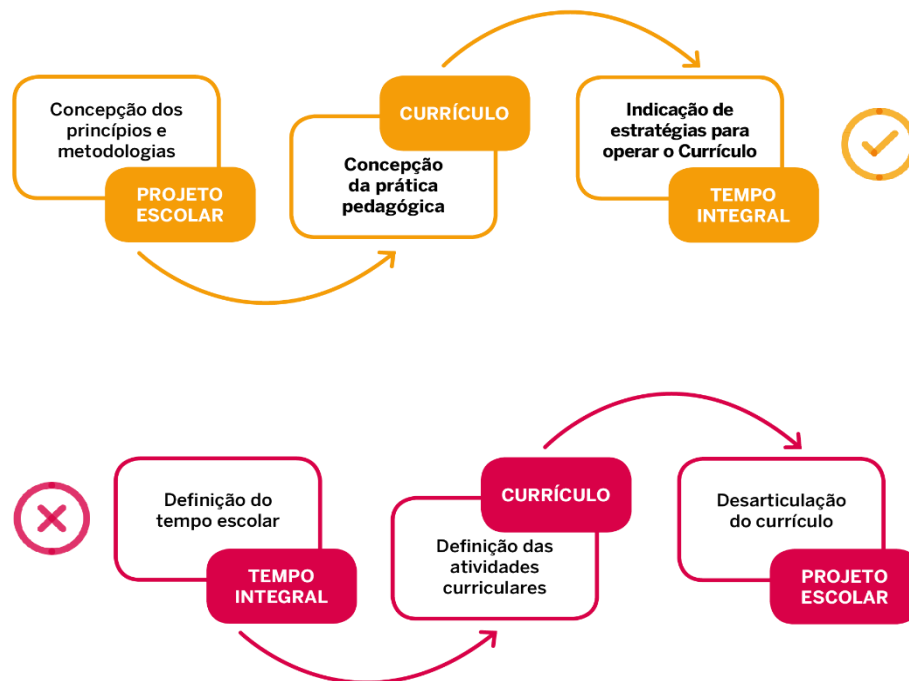 Concepção dos
princípios e
metodologias
PROJETO
ESCOLAR
CURRÍCULO
Concepção
da prática
pedagógica
Indicação de
estratégias para
operar o Currículo
TEMPO
INTEGRAL
Definição do
tempo escolar
TEMPO
INTEGRAL
CURRÍCULO
Definição das
atividades
curriculares
Desarticulação
do currículo
PROJETO
ESCOLAR